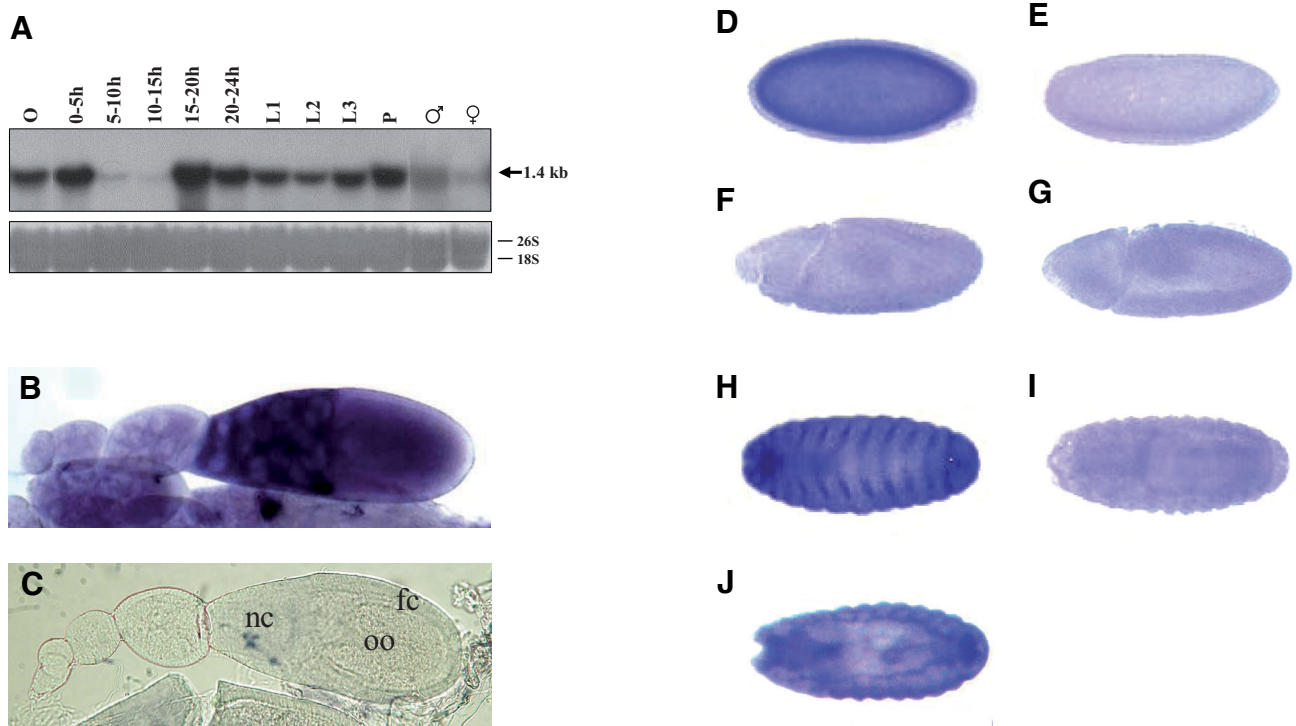 A
O 0-5h 5-10h 10-15h 15-20h 20-24h L1 L2 L3 P ♂ ♀
1.4 kb
26S
18S
B
C
nc
fc
oo
D
E
F
G
H
I
J